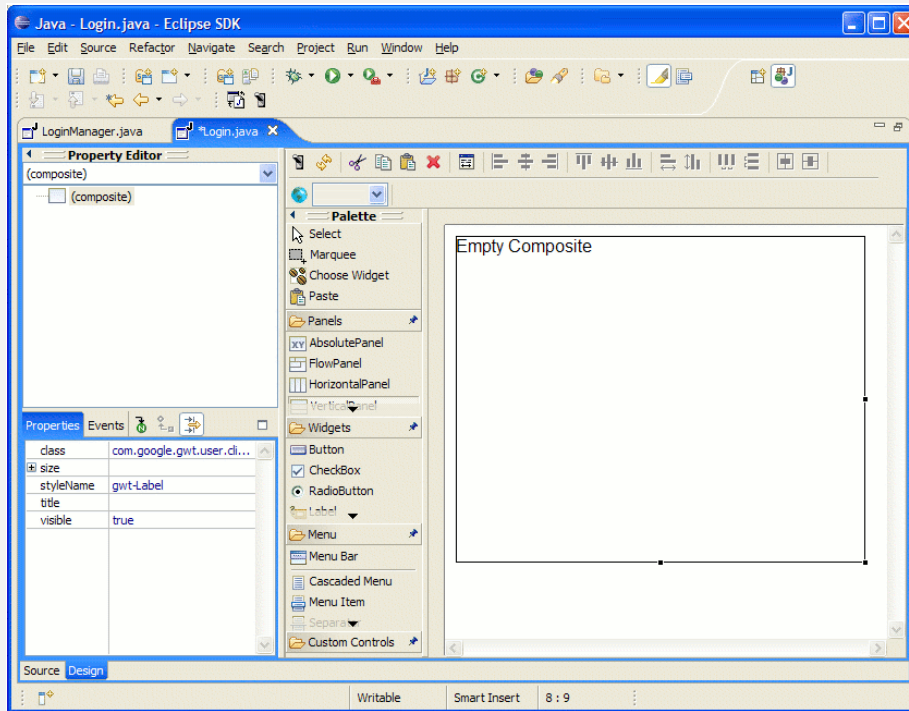 Java - Login.java - Eclipse SDK
File Edit Source Refactor Navigate Search Project Run Window Help
LoginManager.java
*Login.java
Property Editor
(composite)
(composite)
Palette
Select
Marquee
Choose Widget
Paste
Panels
XY AbsolutePanel
FlowPanel
HorizontalPanel
VerticalPanel
Widgets
Button
CheckBox
RadioButton
Label
Menu
Menu Bar
Cascaded Menu
Menu Item
Separator
Custom Controls
Empty Composite
Properties Events
class com.google.gwt.user.cli...
size
styleName gwt-Label
title
visible true
Source Design
Writable Smart Insert 8 : 9